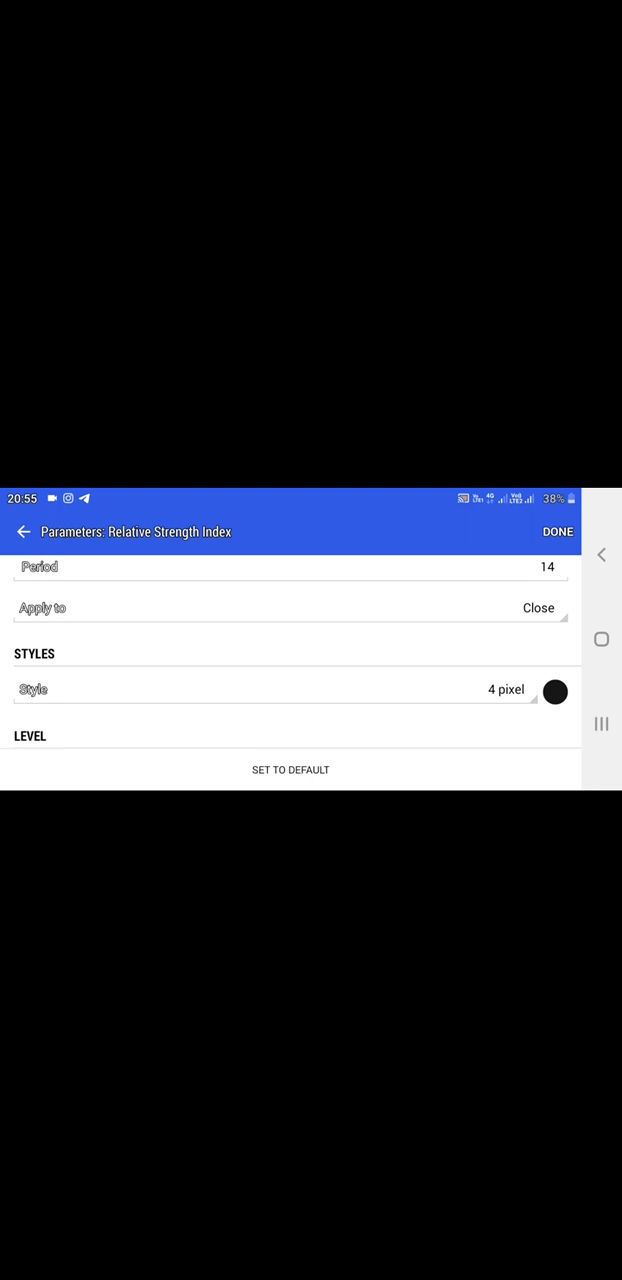 20:55 38%
Parameters: Relative Strength Index DONE
Period 14
Apply to Close
STYLES
Style 4 pixel
LEVEL
SET TO DEFAULT